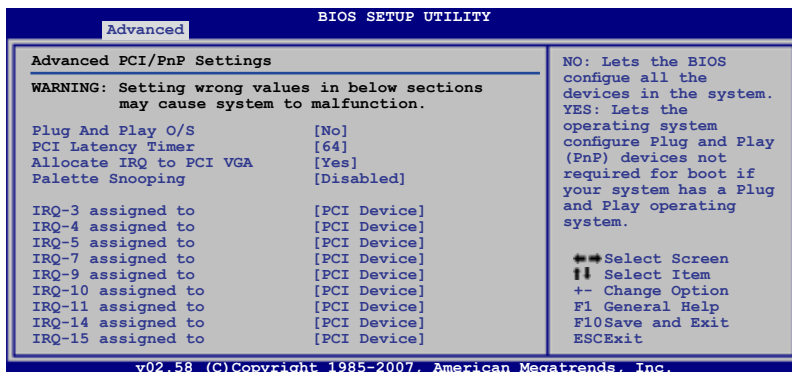 BIOS SETUP UTILITY
Advanced
Advanced PCI/PnP Settings
WARNING: Setting wrong values in below sections
may cause system to malfunction.
Plug And Play O/S [No]
PCI Latency Timer [64]
Allocate IRQ to PCI VGA [Yes]
Palette Snooping [Disabled]
IRQ-3 assigned to [PCI Device]
IRQ-4 assigned to [PCI Device]
IRQ-5 assigned to [PCI Device]
IRQ-7 assigned to [PCI Device]
IRQ-9 assigned to [PCI Device]
IRQ-10 assigned to [PCI Device]
IRQ-11 assigned to [PCI Device]
IRQ-14 assigned to [PCI Device]
IRQ-15 assigned to [PCI Device]
NO: Lets the BIOS
configue all the
devices in the system.
YES: Lets the
operating system
configure Plug and Play
(PnP) devices not
required for boot if
your system has a Plug
and Play operating
system.
Select Screen
Select Item
+- Change Option
F1 General Help
F10Save and Exit
ESCExit
v02.58 (C)Copyright 1985-2007, American Megatrends, Inc.